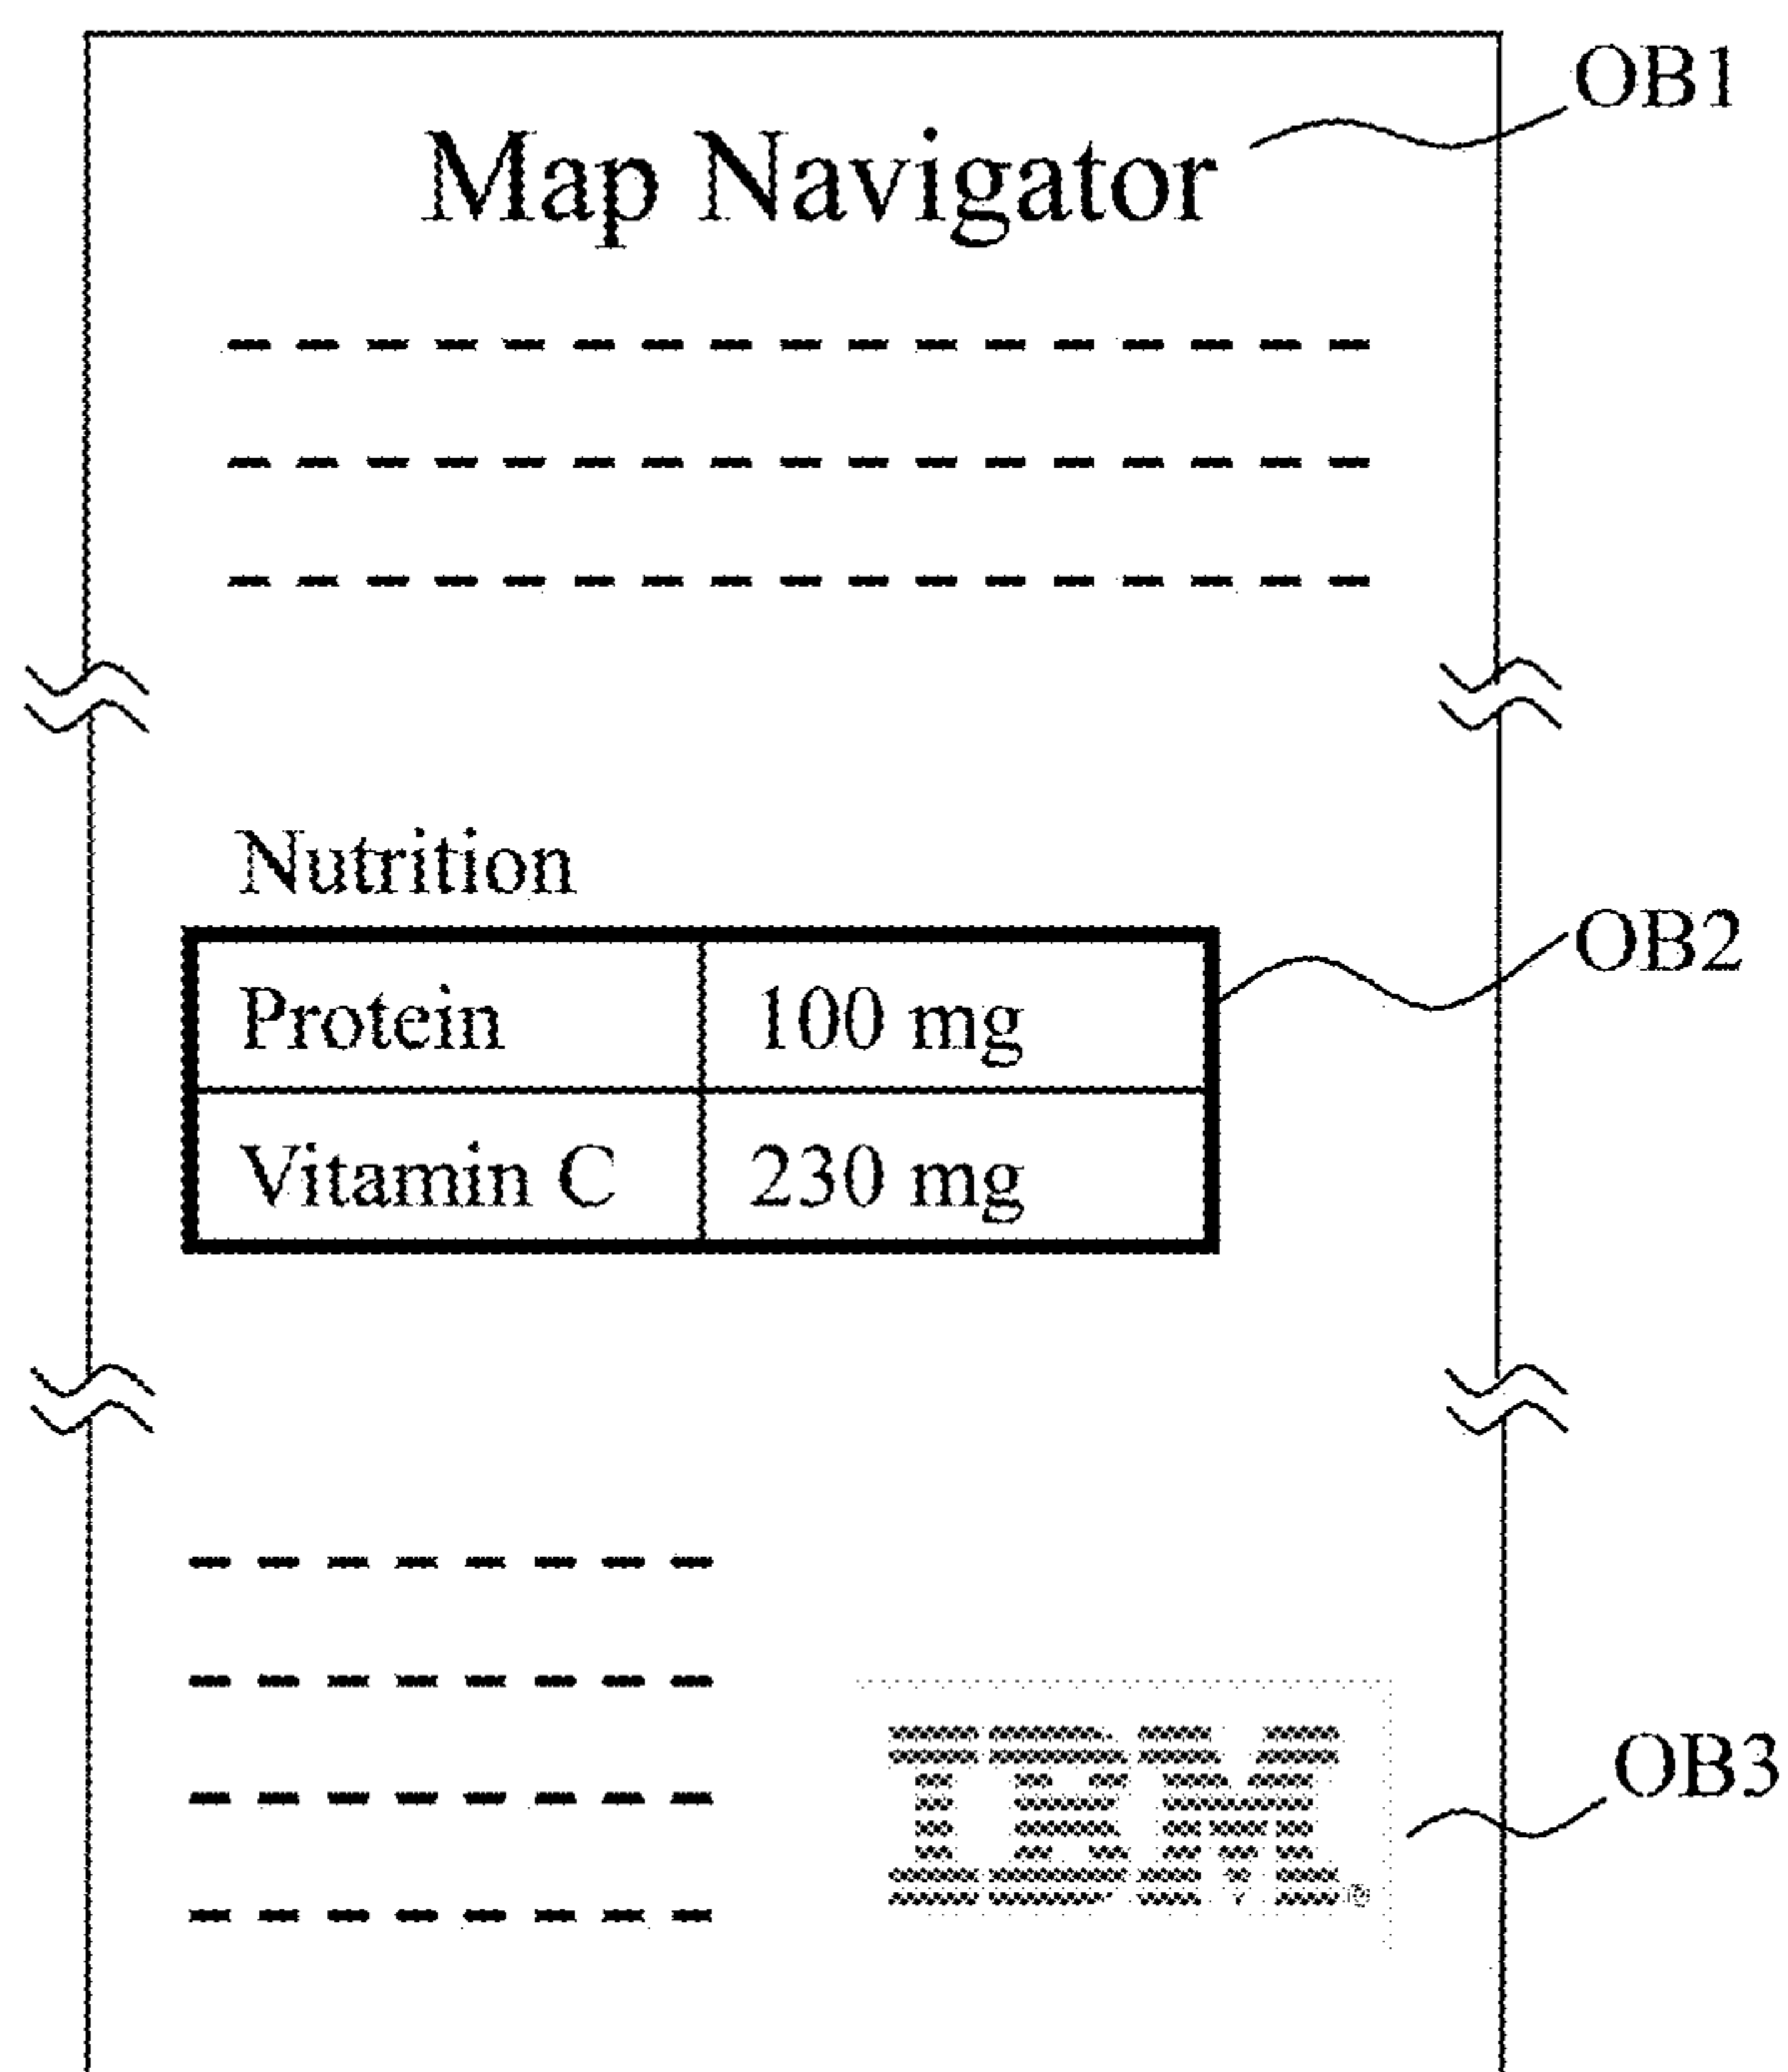 OB1
Map Navigator
Nutrition
OB2
Protein 100 mg
Vitamin C 230 mg
IBM®
OB3